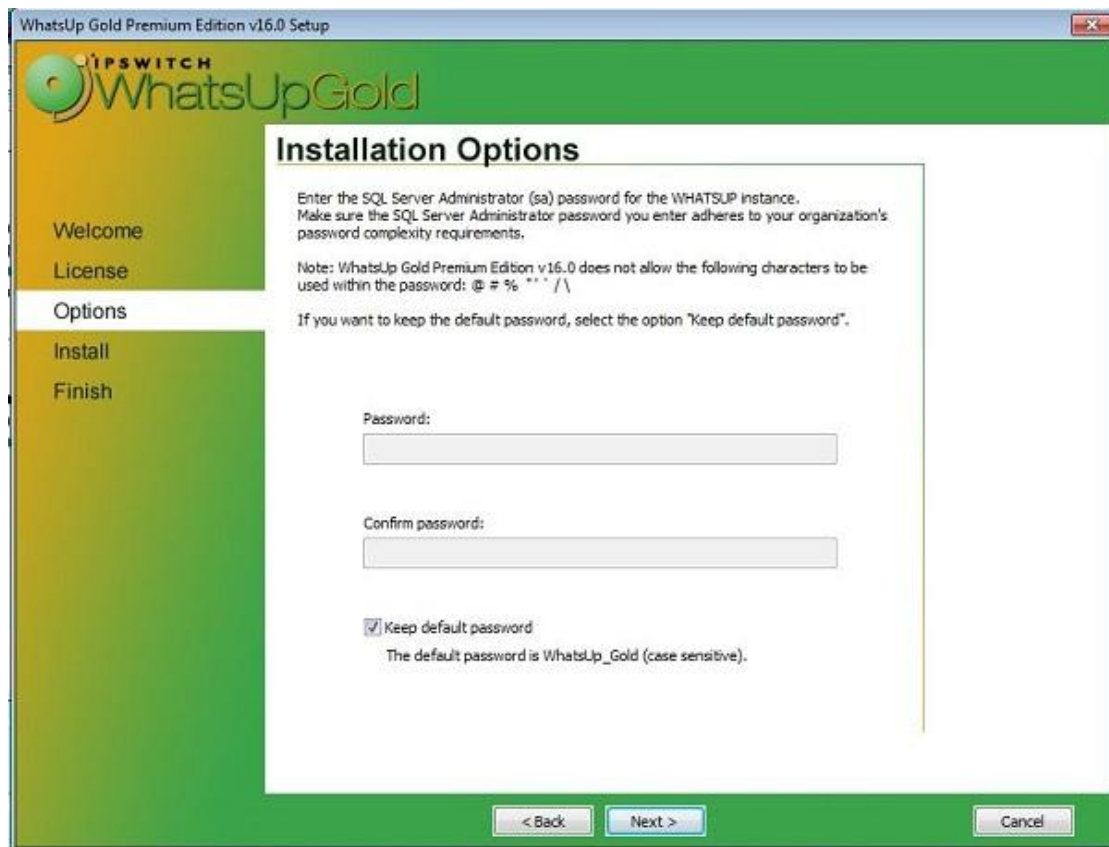 WhatsUp Gold Premium Edition v16.0 Setup
IPSWITCH
WhatsUpGold
Installation Options
Welcome
License
Options
Install
Finish
Enter the SQL Server Administrator (sa) password for the WHATSUP instance.
Make sure the SQL Server Administrator password you enter adheres to your organization's
password complexity requirements.
Note: WhatsUp Gold Premium Edition v16.0 does not allow the following characters to be
used within the password: @ # % "' ` / \
If you want to keep the default password, select the option "Keep default password".
Password:
Confirm password:
Keep default password
The default password is WhatsUp_Gold (case sensitive).
< Back
Next >
Cancel